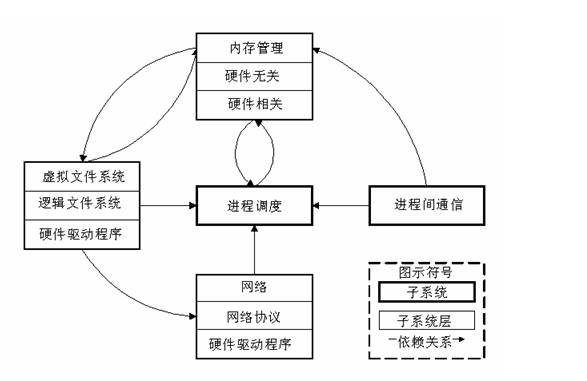 内存管理
硬件无关
硬件相关
虚拟文件系统
逻辑文件系统
硬件驱动程序
进程调度
进程间通信
网络
网络协议
硬件驱动程序
图示符号
子系统
子系统层
依赖关系